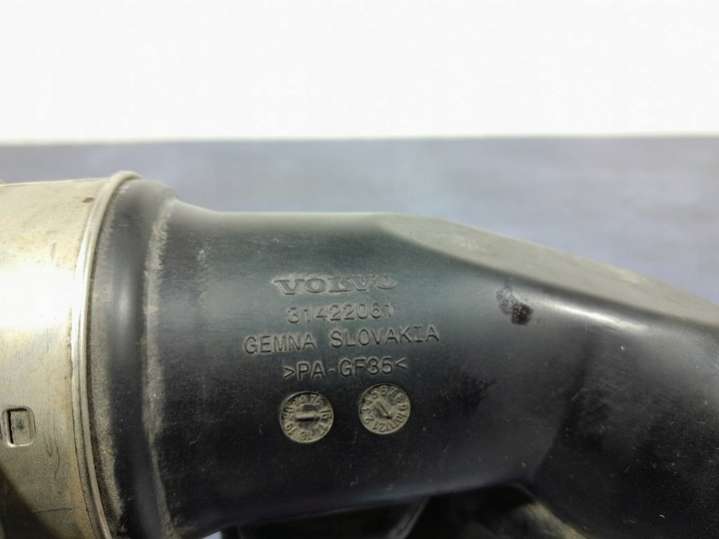 VOLVO
31422061
GEMNA SLOVAKIA
>PA-GF35<